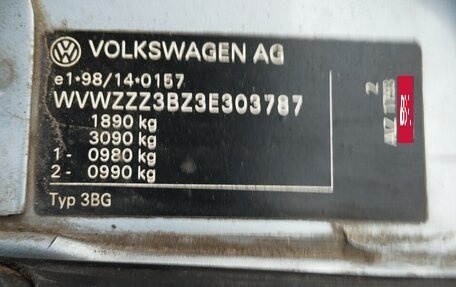 VOLKSWAGEN AG
e1*98/14*0157
WVWZZZ3BZ3E303787
1890 kg
3090 kg
1 - 0980 kg
2 - 0990 kg
Typ 3BG
2